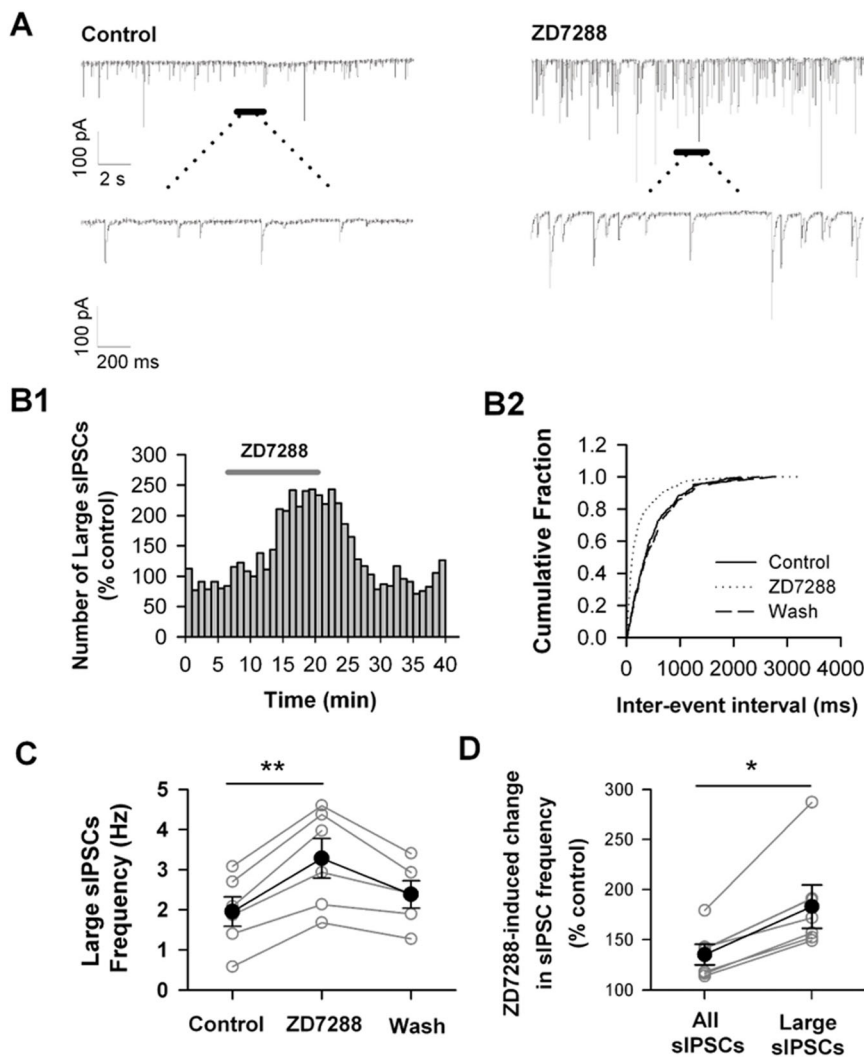 A
Control
ZD7288
100 pA
2 s
100 pA
200 ms
B1
B2
Number of Large sIPSCs
(% control)
300
250
200
150
100
50
0
ZD7288
0 5 10 15 20 25 30 35 40
Time (min)
Cumulative Fraction
1.2
1.0
0.8
0.6
0.4
0.2
0.0
Control
ZD7288
Wash
0 1000 2000 3000 4000
Inter-event interval (ms)
C
D
Large sIPSCs
Frequency (Hz)
5
4
3
2
1
0
**
Control ZD7288 Wash
ZD7288-induced change
in sIPSC frequency
(% control)
300
250
200
150
100
*
All
sIPSCs
Large
sIPSCs